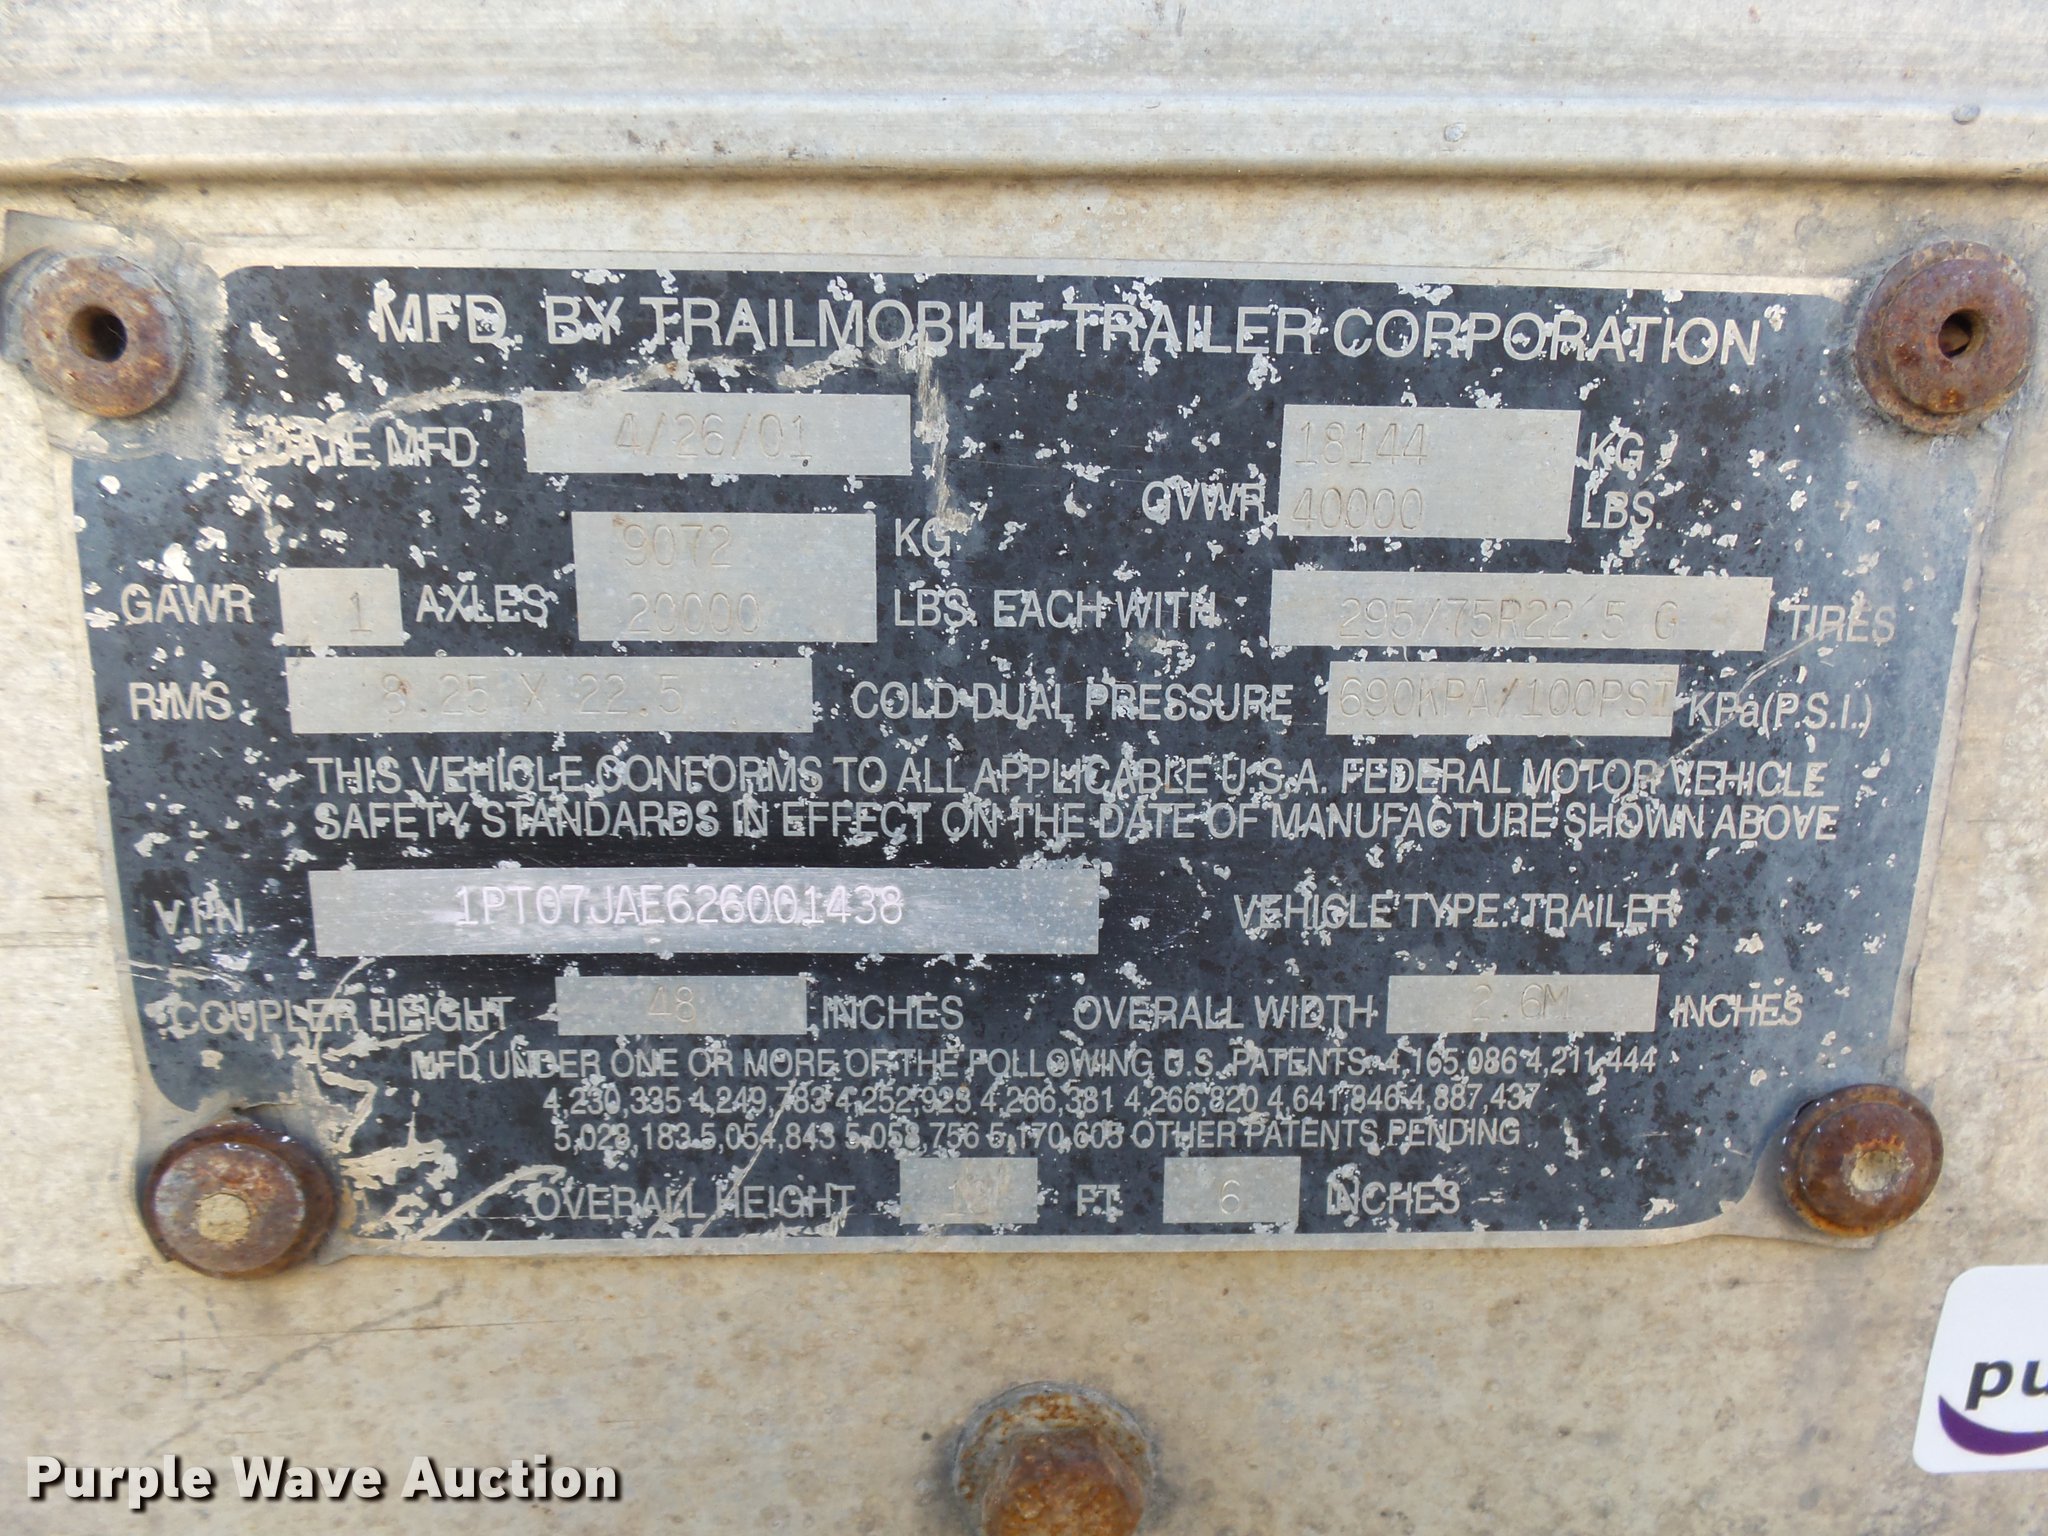 MFD. BY TRAILMOBILE TRAILER CORPORATION
DATE MFD. 4/26/01 18144 KG
GVWR 40000 LBS.
9072 KG
GAWR 1 AXLES 20000 LBS. EACH WITH 295/75R22.5 G TIRES
RIMS 8.25 X 22.5 COLD DUAL PRESSURE 690KPA/100PSI KPa(P.S.I.)
THIS VEHICLE CONFORMS TO ALL APPLICABLE U.S.A. FEDERAL MOTOR VEHICLE
SAFETY STANDARDS IN EFFECT ON THE DATE OF MANUFACTURE SHOWN ABOVE
V.I.N. 1PT07JAE626001438 VEHICLE TYPE: TRAILER
COUPLER HEIGHT 48 INCHES OVERALL WIDTH 2.6M INCHES
MFD UNDER ONE OR MORE OF THE FOLLOWING U.S. PATENTS: 4,165,086 4,211,444
4,230,335 4,249,783 4,252,923 4,266,381 4,266,820 4,641,846 4,887,437
5,028,183 5,054,843 5,058,756 5,170,605 OTHER PATENTS PENDING
OVERALL HEIGHT FT. 6 INCHES
pu
Purple Wave Auction